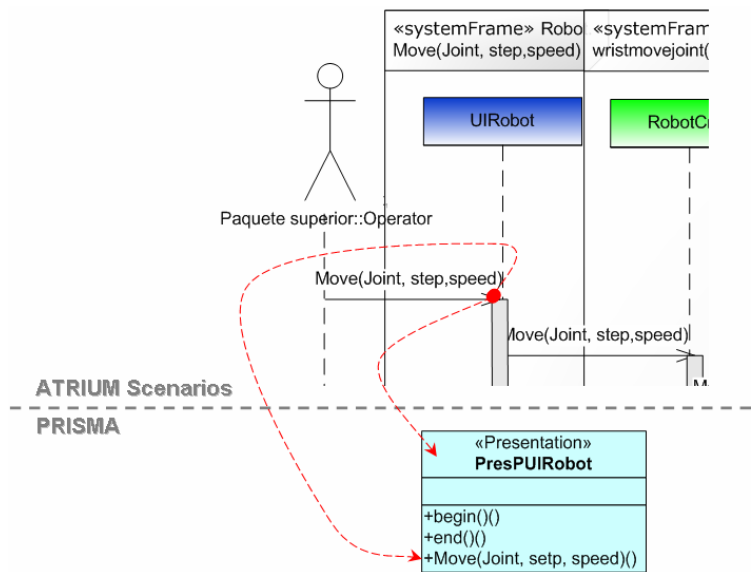 «systemFrame» Robo
Move(Joint, step,speed)
«systemFram
wristmovejoint(
UIRobot
RobotC
Paquete superior::Operator
Move(Joint, step,speed)
Move(Joint, step,speed)
ATRIUM Scenarios
PRISMA
«Presentation»
PresPUIRobot
+begin()()
+end()()
+Move(Joint, setp, speed)()